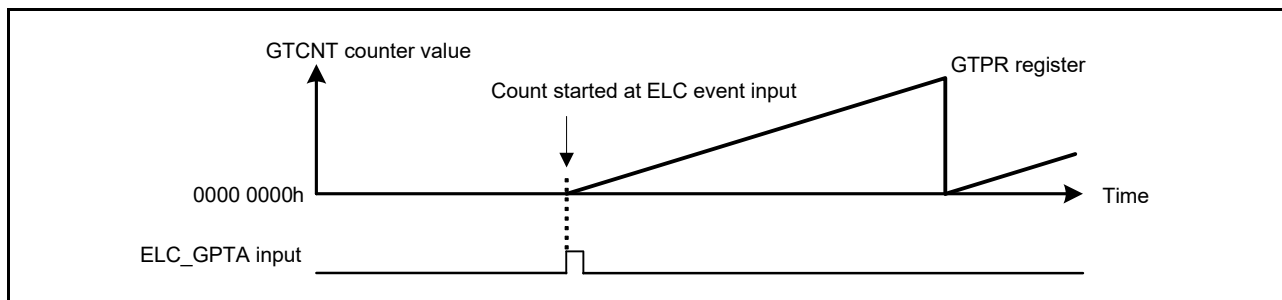 GTCNT counter value
GTPR register
Count started at ELC event input
0000 0000h
Time
ELC_GPTA input